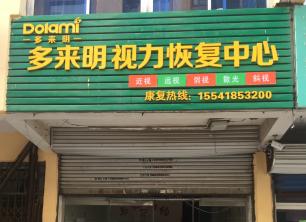 Dolami
多来明
多来明 视力恢复中心
近视 远视 弱视 散光 斜视
康复热线：15541853200